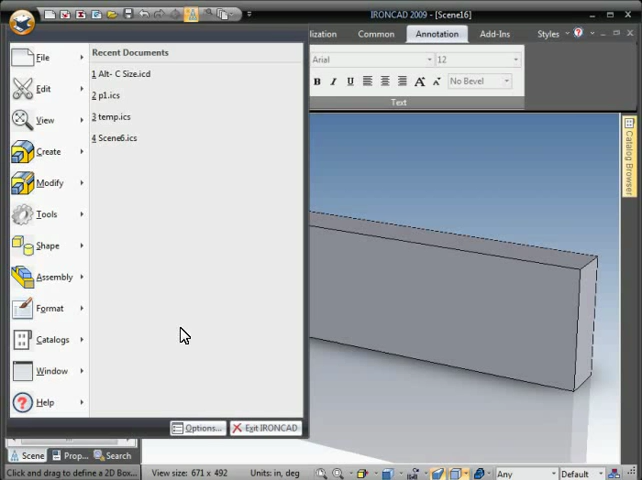 IRONCAD 2009 - [Scene16]
lization Common Annotation Add-Ins Styles
Arial 12
B I U A A No Bevel
Text
Recent Documents
File
1 Alt- C Size.icd
Edit
2 p1.ics
View
3 temp.ics
4 Scene6.ics
Create
Modify
Tools
Shape
Assembly
Format
Catalogs
Window
Help
Options... Exit IRONCAD
Catalog Browser
Scene Prop... Search
Click and drag to define a 2D Box... View size: 671 x 492 Units: in, deg Any Default